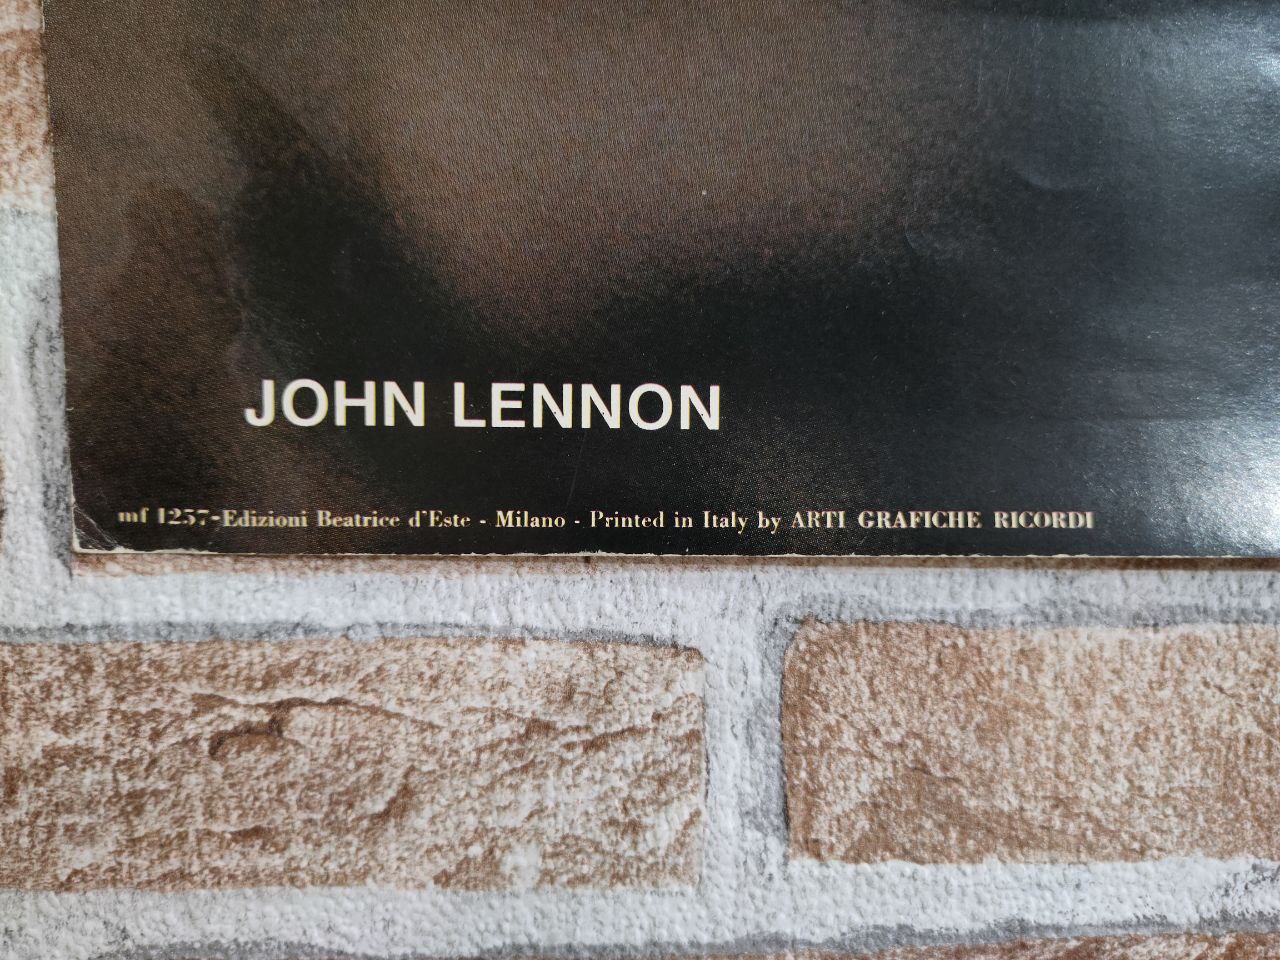 JOHN LENNON
mf 1257-Edizioni Beatrice d'Este - Milano - Printed in Italy by ARTI GRAFICHE RICORDI